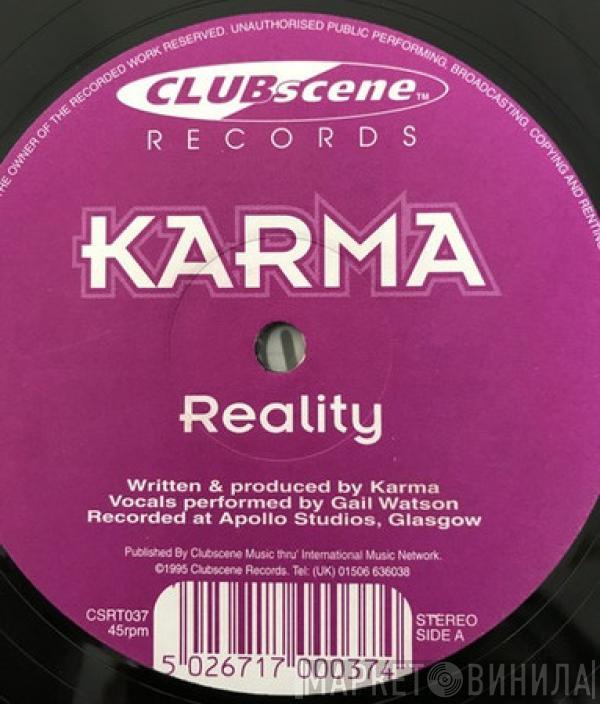 HE OWNER OF THE RECORDED WORK RESERVED. UNAUTHORISED PUBLIC PERFORMING, BROADCASTING, COPYING AND RENTING
CLUBscene™
RECORDS
KARMA
Reality
Written & produced by Karma
Vocals performed by Gail Watson
Recorded at Apollo Studios, Glasgow
Published By Clubscene Music thru' International Music Network.
©1995 Clubscene Records. Tel: (UK) 01506 636038
CSRT037
45rpm
STEREO
SIDE A
5 026717 000374
МАРКЕТ ВИНИЛА